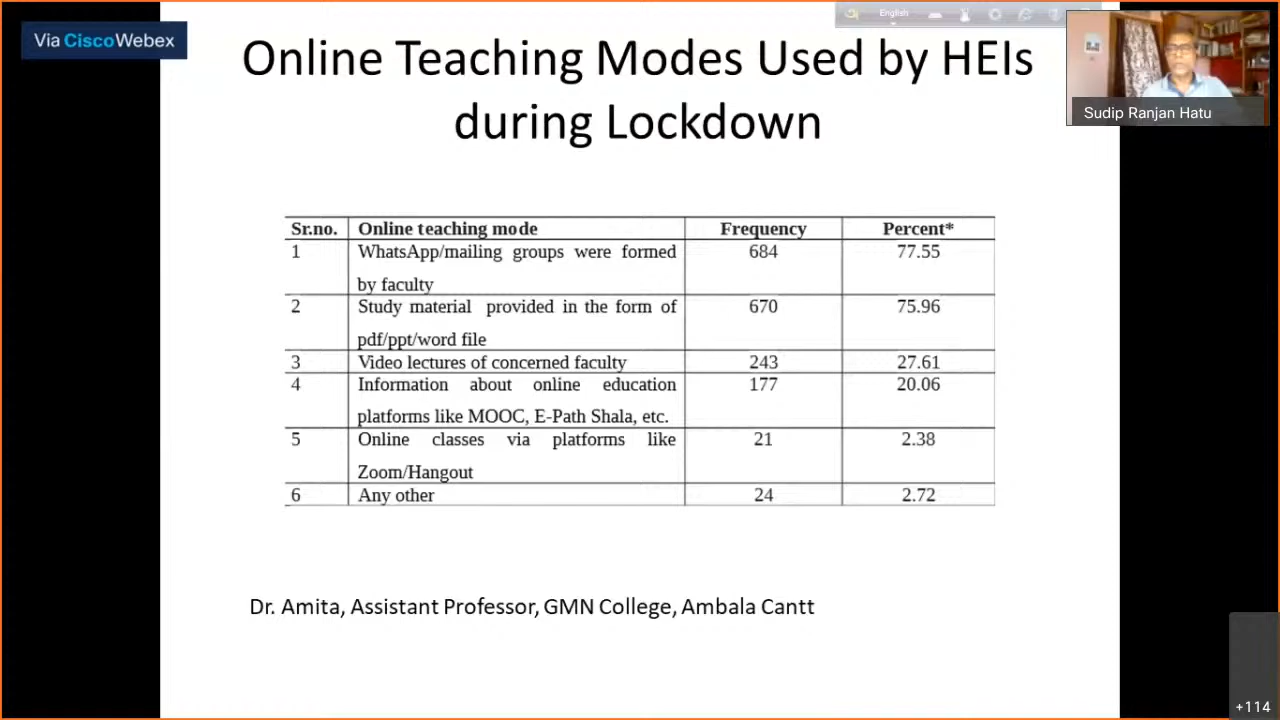 Via CiscoWebex
English
Online Teaching Modes Used by HEIs
during Lockdown
Sudip Ranjan Hatu
Sr.no. Online teaching mode Frequency Percent*
1 WhatsApp/mailing groups were formed 684 77.55
by faculty
2 Study material provided in the form of 670 75.96
pdf/ppt/word file
3 Video lectures of concerned faculty 243 27.61
4 Information about online education 177 20.06
platforms like MOOC, E-Path Shala, etc.
5 Online classes via platforms like 21 2.38
Zoom/Hangout
6 Any other 24 2.72
Dr. Amita, Assistant Professor, GMN College, Ambala Cantt
+114